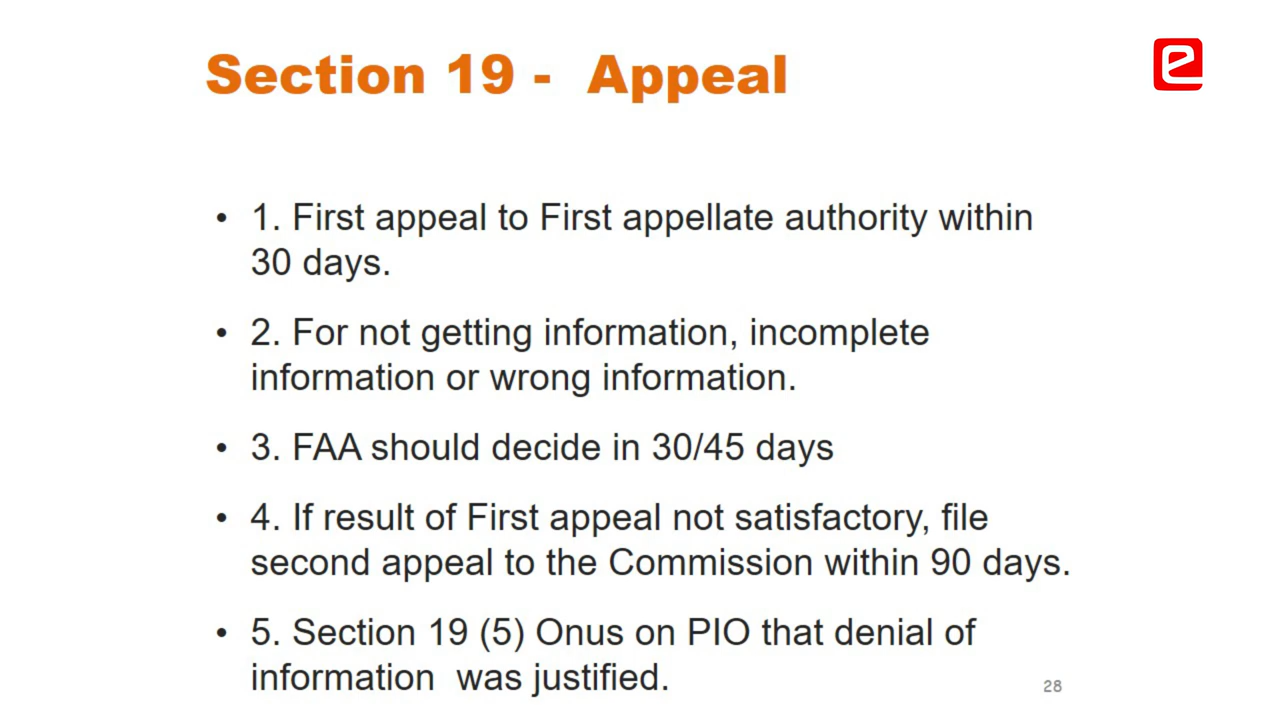 Section 19 -  Appeal
e
• 1. First appeal to First appellate authority within
30 days.
• 2. For not getting information, incomplete
information or wrong information.
• 3. FAA should decide in 30/45 days
• 4. If result of First appeal not satisfactory, file
second appeal to the Commission within 90 days.
• 5. Section 19 (5) Onus on PIO that denial of
information  was justified.
28